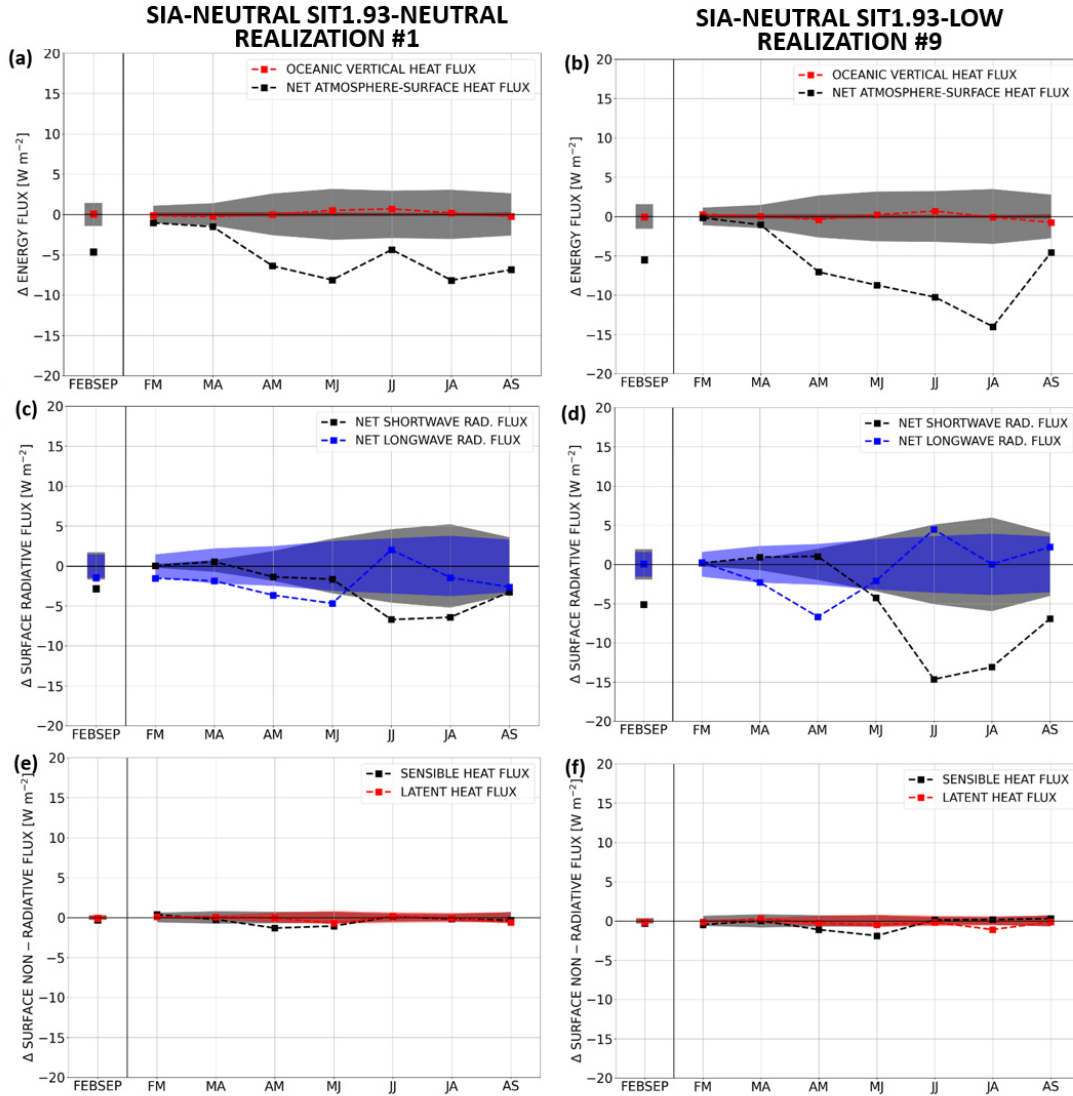 SIA-NEUTRAL SIT1.93-NEUTRAL
REALIZATION #1
SIA-NEUTRAL SIT1.93-LOW
REALIZATION #9
(a)
Δ ENERGY FLUX [W m⁻²]
20
15
10
5
0
−5
−10
−15
−20
OCEANIC VERTICAL HEAT FLUX
NET ATMOSPHERE-SURFACE HEAT FLUX
FEBSEP FM MA AM MJ JJ JA AS
(b)
Δ ENERGY FLUX [W m⁻²]
20
15
10
5
0
−5
−10
−15
−20
OCEANIC VERTICAL HEAT FLUX
NET ATMOSPHERE-SURFACE HEAT FLUX
FEBSEP FM MA AM MJ JJ JA AS
(c)
Δ SURFACE RADIATIVE FLUX [W m⁻²]
20
15
10
5
0
−5
−10
−15
−20
NET SHORTWAVE RAD. FLUX
NET LONGWAVE RAD. FLUX
FEBSEP FM MA AM MJ JJ JA AS
(d)
Δ SURFACE RADIATIVE FLUX [W m⁻²]
20
15
10
5
0
−5
−10
−15
−20
NET SHORTWAVE RAD. FLUX
NET LONGWAVE RAD. FLUX
FEBSEP FM MA AM MJ JJ JA AS
(e)
Δ SURFACE NON − RADIATIVE FLUX [W m⁻²]
20
15
10
5
0
−5
−10
−15
−20
SENSIBLE HEAT FLUX
LATENT HEAT FLUX
FEBSEP FM MA AM MJ JJ JA AS
(f)
Δ SURFACE NON − RADIATIVE FLUX [W m⁻²]
20
15
10
5
0
−5
−10
−15
−20
SENSIBLE HEAT FLUX
LATENT HEAT FLUX
FEBSEP FM MA AM MJ JJ JA AS